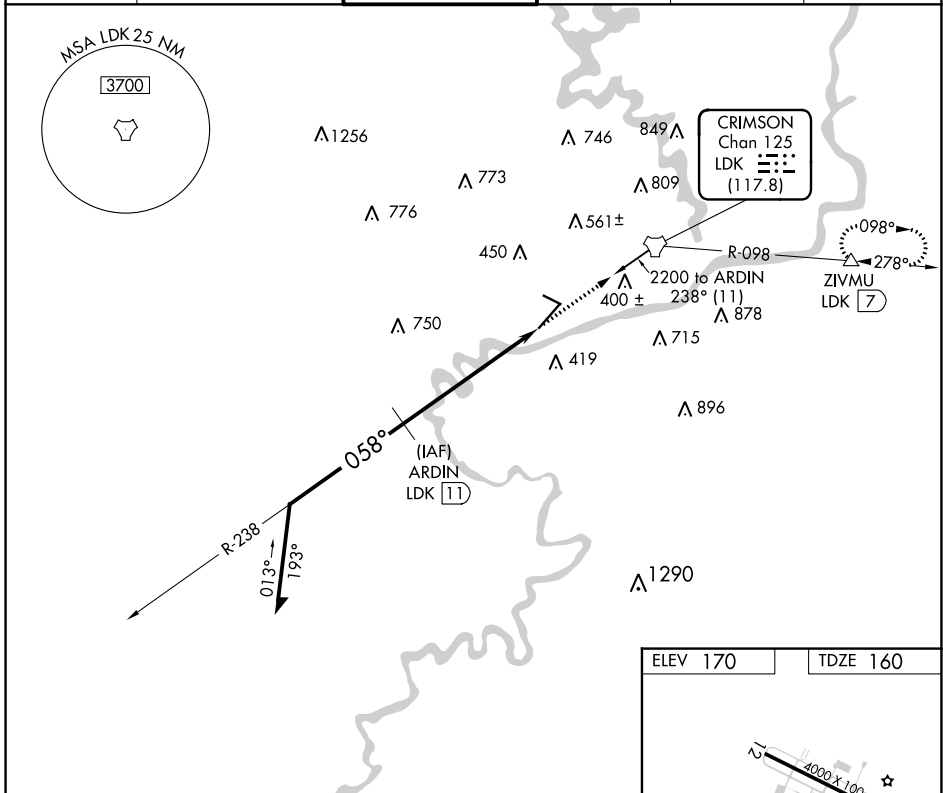 MSA LDK 25 NM
3700
1256
746
849
CRIMSON
Chan 125
LDK
(117.8)
773
809
776
561±
450
R-098
098°
278°
ZIVMU
LDK 7
2200 to ARDIN
238° (11)
400 ±
878
750
715
419
896
058°
(IAF)
ARDIN
LDK 11
R-238
013°
193°
1290
ELEV 170
TDZE 160
12
4000 X 100